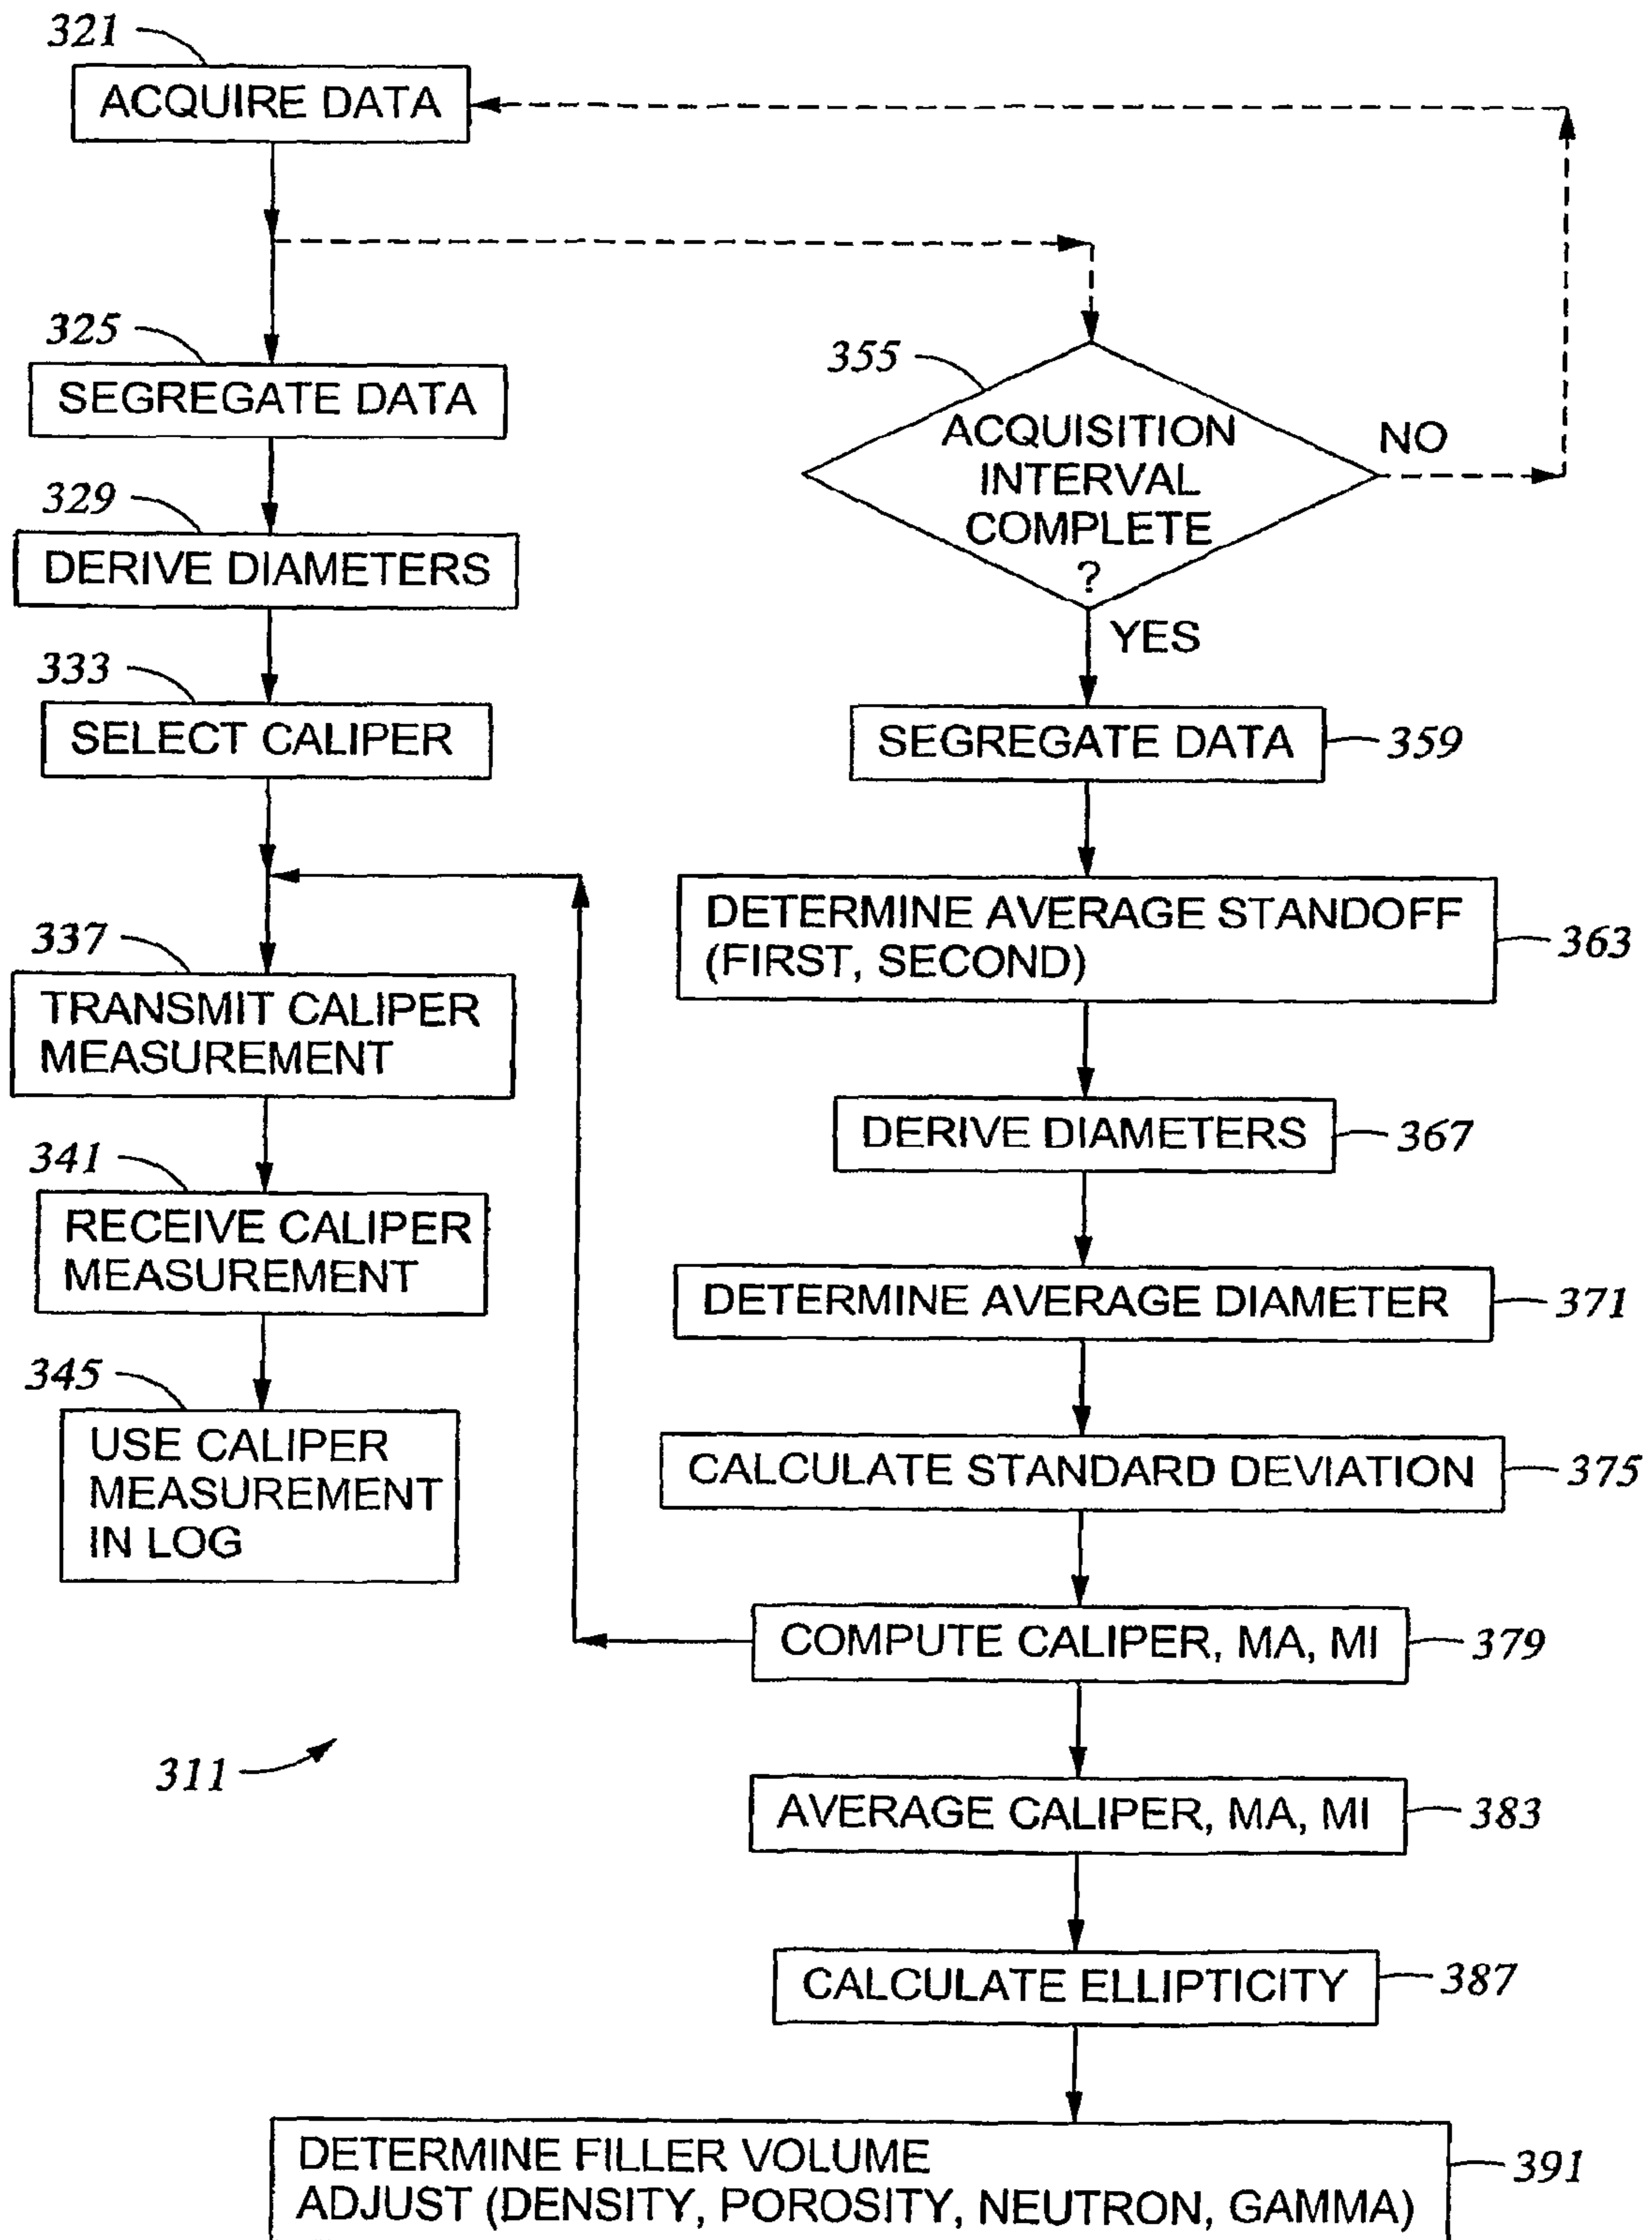 321
ACQUIRE DATA
325
SEGREGATE DATA
329
DERIVE DIAMETERS
333
SELECT CALIPER
337
TRANSMIT CALIPER
MEASUREMENT
341
RECEIVE CALIPER
MEASUREMENT
345
USE CALIPER
MEASUREMENT
IN LOG
311
355
ACQUISITION
INTERVAL
COMPLETE
?
NO
YES
SEGREGATE DATA
359
DETERMINE AVERAGE STANDOFF
(FIRST, SECOND)
363
DERIVE DIAMETERS
367
DETERMINE AVERAGE DIAMETER
371
CALCULATE STANDARD DEVIATION
375
COMPUTE CALIPER, MA, MI
379
AVERAGE CALIPER, MA, MI
383
CALCULATE ELLIPTICITY
387
DETERMINE FILLER VOLUME
ADJUST (DENSITY, POROSITY, NEUTRON, GAMMA)
391